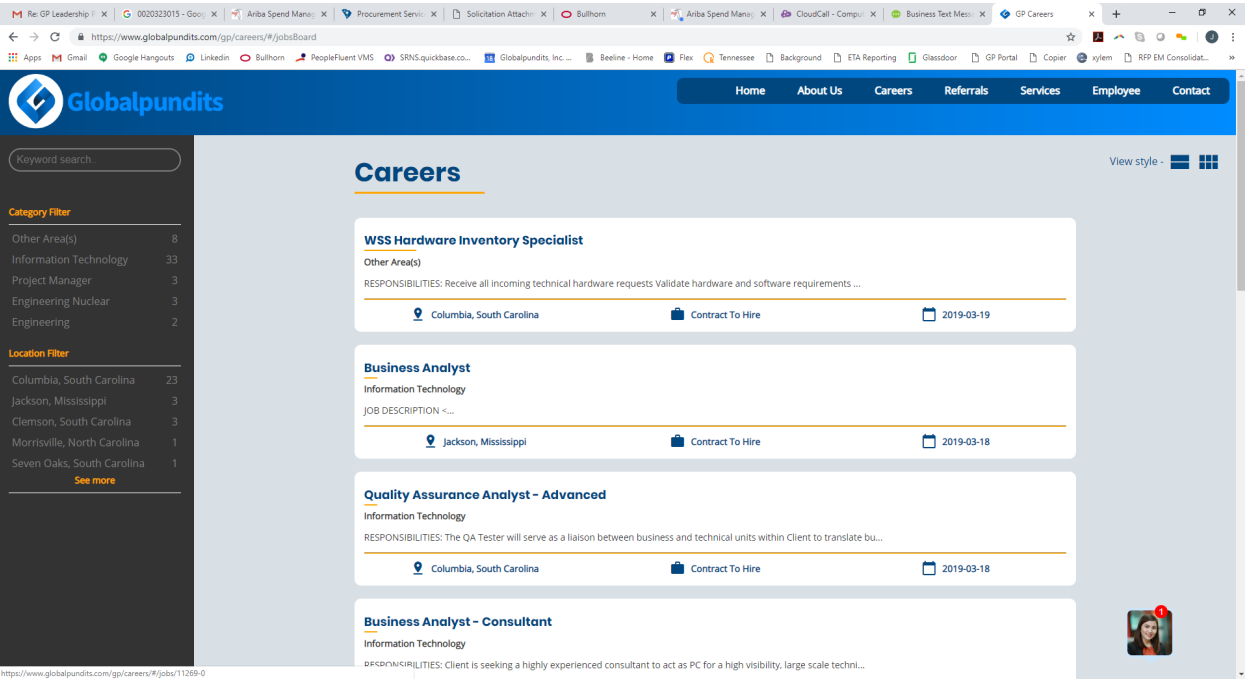 Re: GP Leadership P
0020323015 - Goog
Ariba Spend Manag
Procurement Servic
Solicitation Attachm
Bullhorn
Ariba Spend Manag
CloudCall - Comput
Business Text Mess
GP Careers
https://www.globalpundits.com/gp/careers/#/jobsBoard
Apps Gmail Google Hangouts Linkedin Bullhorn PeopleFluent VMS SRNS.quickbase.co... Globalpundits, Inc. ... Beeline - Home Flex Tennessee Background ETA Reporting Glassdoor GP Portal Copier xylem RFP EM Consolidat... »
Globalpundits
Home About Us Careers Referrals Services Employee Contact
Keyword search.
Category Filter
Other Area(s) 8
Information Technology 33
Project Manager 3
Engineering Nuclear 3
Engineering 2
Location Filter
Columbia, South Carolina 23
Jackson, Mississippi 3
Clemson, South Carolina 3
Morrisville, North Carolina 1
Seven Oaks, South Carolina 1
See more
Careers
View style -
WSS Hardware Inventory Specialist
Other Area(s)
RESPONSIBILITIES: Receive all incoming technical hardware requests Validate hardware and software requirements ...
Columbia, South Carolina Contract To Hire 2019-03-19
Business Analyst
Information Technology
JOB DESCRIPTION <...
Jackson, Mississippi Contract To Hire 2019-03-18
Quality Assurance Analyst - Advanced
Information Technology
RESPONSIBILITIES: The QA Tester will serve as a liaison between business and technical units within Client to translate bu...
Columbia, South Carolina Contract To Hire 2019-03-18
Business Analyst - Consultant
Information Technology
RESPONSIBILITIES: Client is seeking a highly experienced consultant to act as PC for a high visibility, large scale techni...
1
https://www.globalpundits.com/gp/careers/#/jobs/11269-0